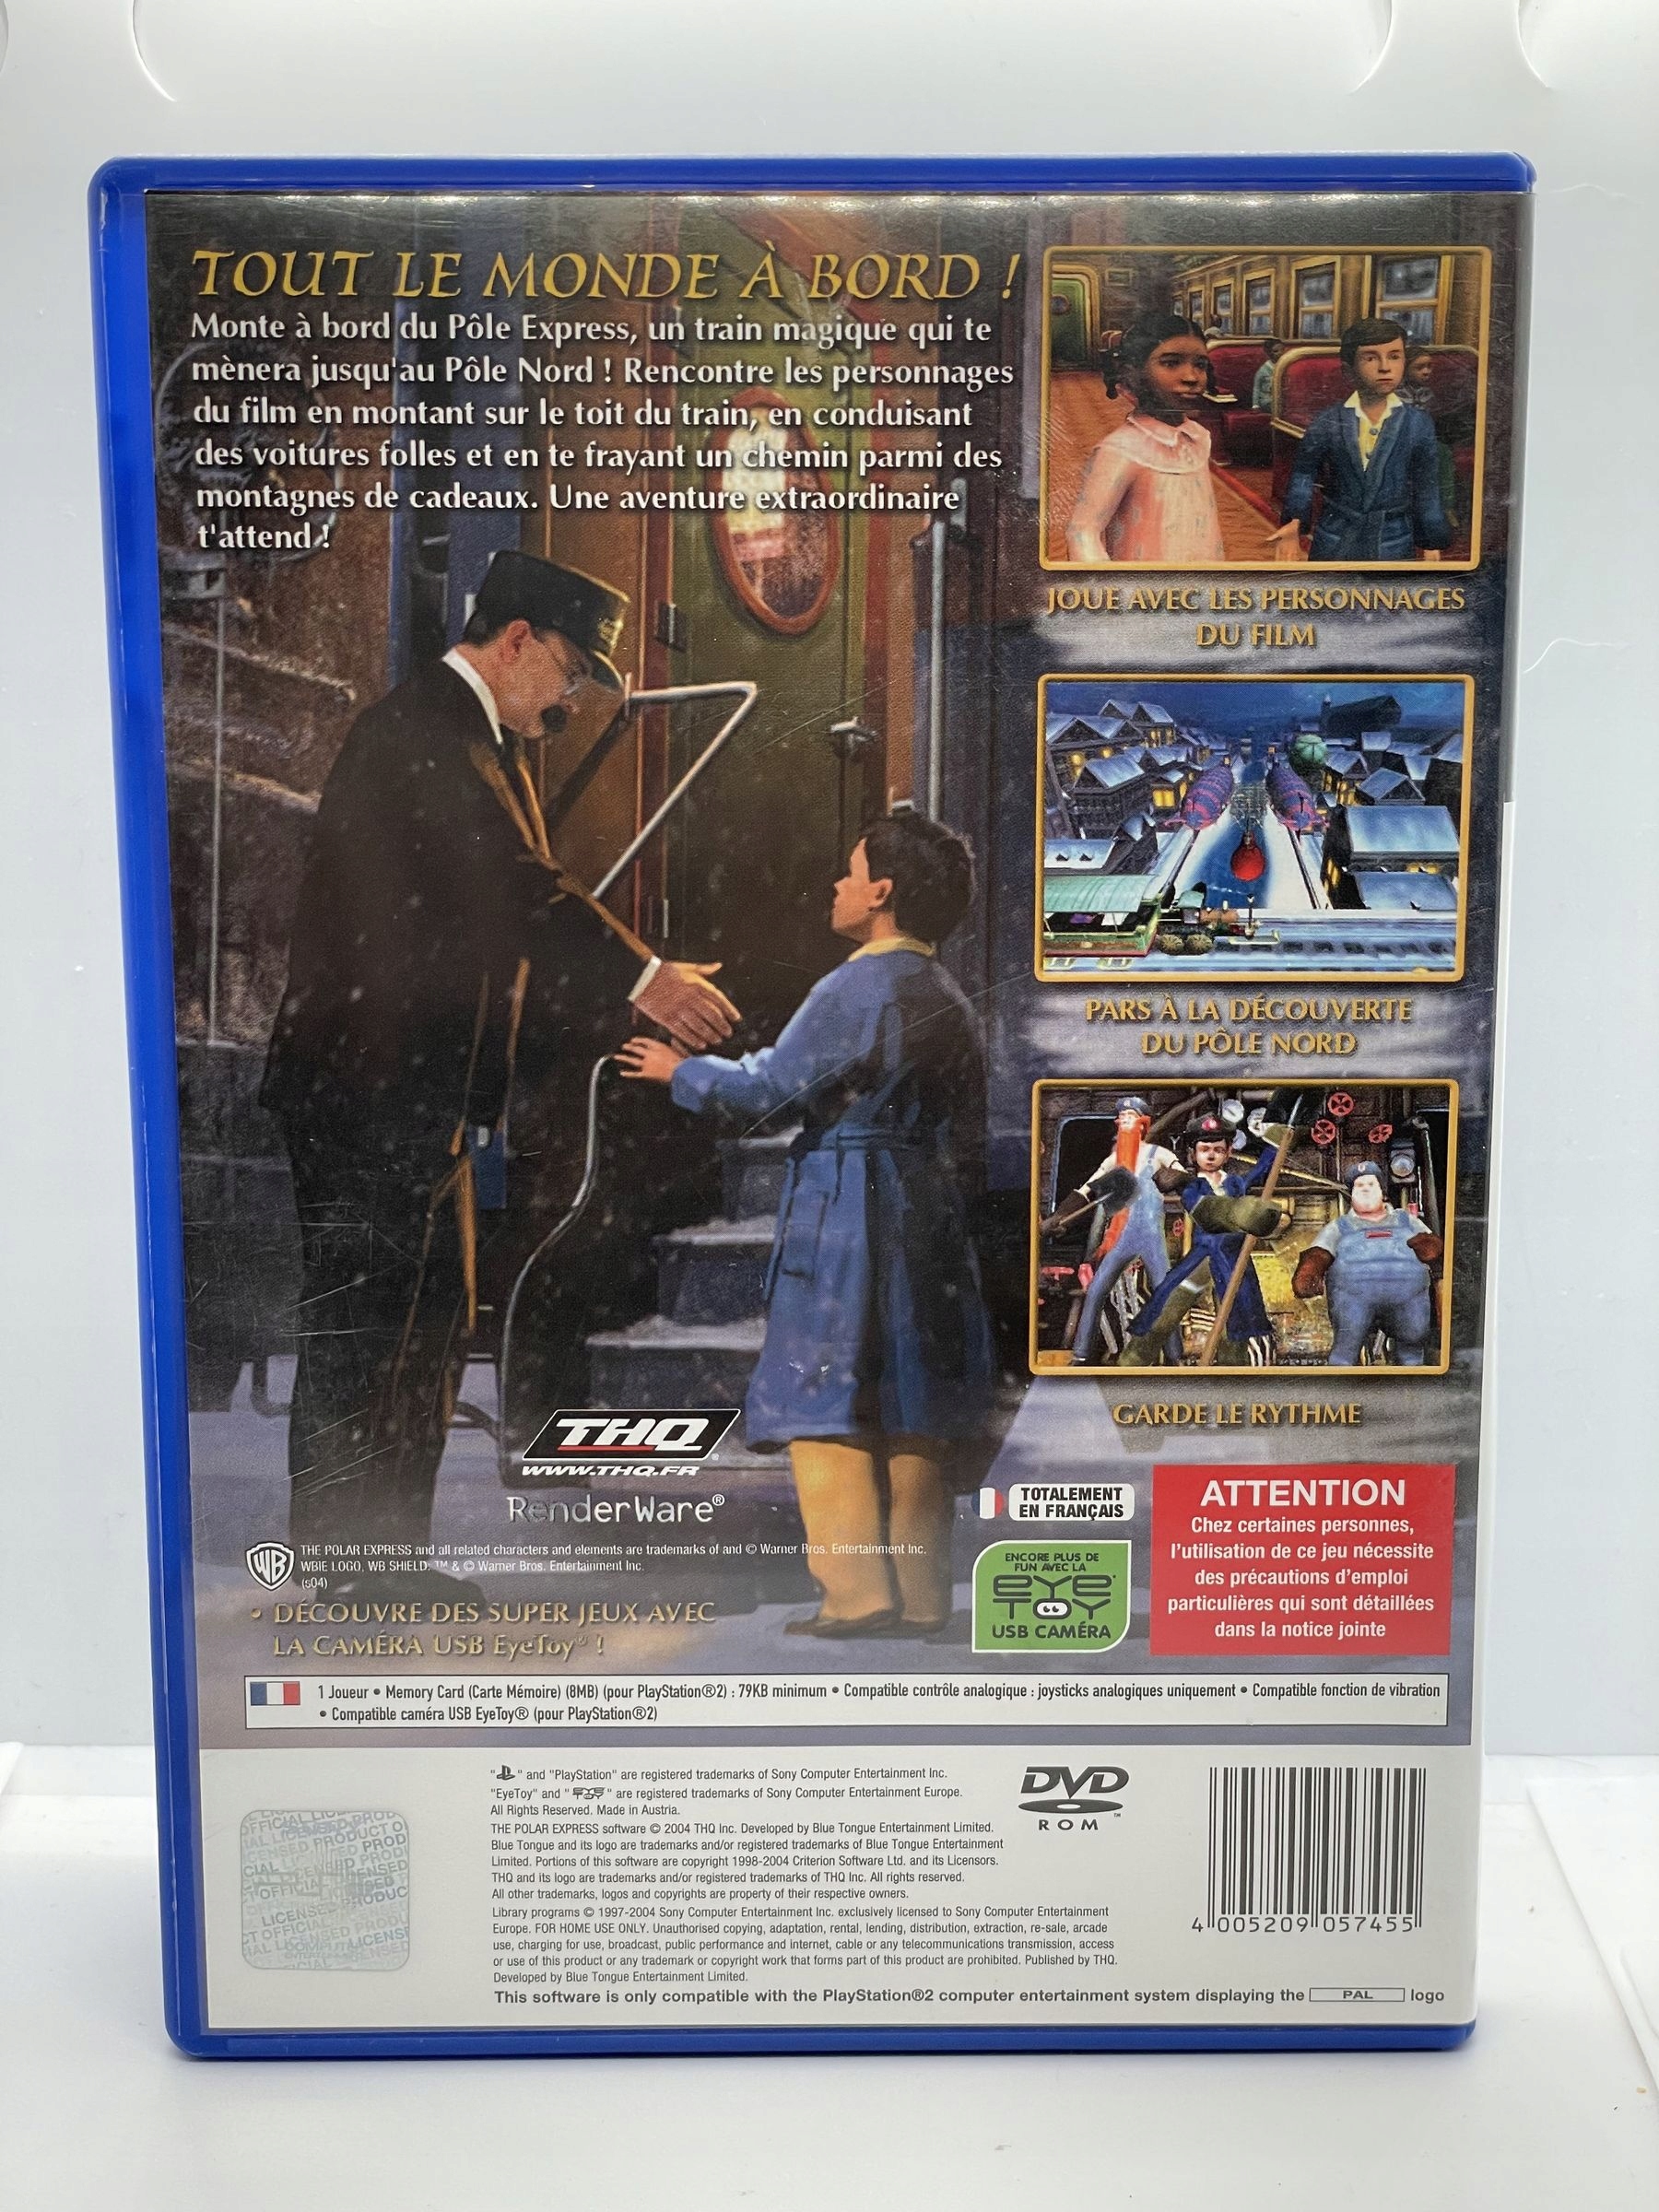 TOUT LE MONDE À BORD !
Monte à bord du Pôle Express, un train magique qui te
mènera jusqu'au Pôle Nord ! Rencontre les personnages
du film en montant sur le toit du train, en conduisant
des voitures folles et en te frayant un chemin parmi des
montagnes de cadeaux. Une aventure extraordinaire
t'attend !
JOUE AVEC LES PERSONNAGES
DU FILM
PARS À LA DÉCOUVERTE
DU PÔLE NORD
GARDE LE RYTHME
THQ
WWW.THQ.FR
RenderWare®
TOTALEMENT
EN FRANÇAIS
ENCORE PLUS DE
FUN AVEC LA
EYE
TOY
USB CAMÉRA
ATTENTION
Chez certaines personnes,
l'utilisation de ce jeu nécessite
des précautions d'emploi
particulières qui sont détaillées
dans la notice jointe
WB
THE POLAR EXPRESS and all related characters and elements are trademarks of and © Warner Bros. Entertainment Inc.
WBIE LOGO, WB SHIELD: ™ & © Warner Bros. Entertainment Inc.
(s04)
• DÉCOUVRE DES SUPER JEUX AVEC
LA CAMÉRA USB EyeToy® !
1 Joueur • Memory Card (Carte Mémoire) (8MB) (pour PlayStation®2) : 79KB minimum • Compatible contrôle analogique : joysticks analogiques uniquement • Compatible fonction de vibration
• Compatible caméra USB EyeToy® (pour PlayStation®2)
" " and "PlayStation" are registered trademarks of Sony Computer Entertainment Inc.
"EyeToy" and " " are registered trademarks of Sony Computer Entertainment Europe.
All Rights Reserved. Made in Austria.
THE POLAR EXPRESS software © 2004 THQ Inc. Developed by Blue Tongue Entertainment Limited.
Blue Tongue and its logo are trademarks and/or registered trademarks of Blue Tongue Entertainment
Limited. Portions of this software are copyright 1998-2004 Criterion Software Ltd. and its Licensors.
THQ and its logo are trademarks and/or registered trademarks of THQ Inc. All rights reserved.
All other trademarks, logos and copyrights are property of their respective owners.
Library programs © 1997-2004 Sony Computer Entertainment Inc. exclusively licensed to Sony Computer Entertainment
Europe. FOR HOME USE ONLY. Unauthorised copying, adaptation, rental, lending, distribution, extraction, re-sale, arcade
use, charging for use, broadcast, public performance and internet, cable or any telecommunications transmission, access
or use of this product or any trademark or copyright work that forms part of this product are prohibited. Published by THQ.
Developed by Blue Tongue Entertainment Limited.
This software is only compatible with the PlayStation®2 computer entertainment system displaying the PAL logo
DVD
ROM
4 005209 057455
OFFICIAL LICENSED PRODUCT